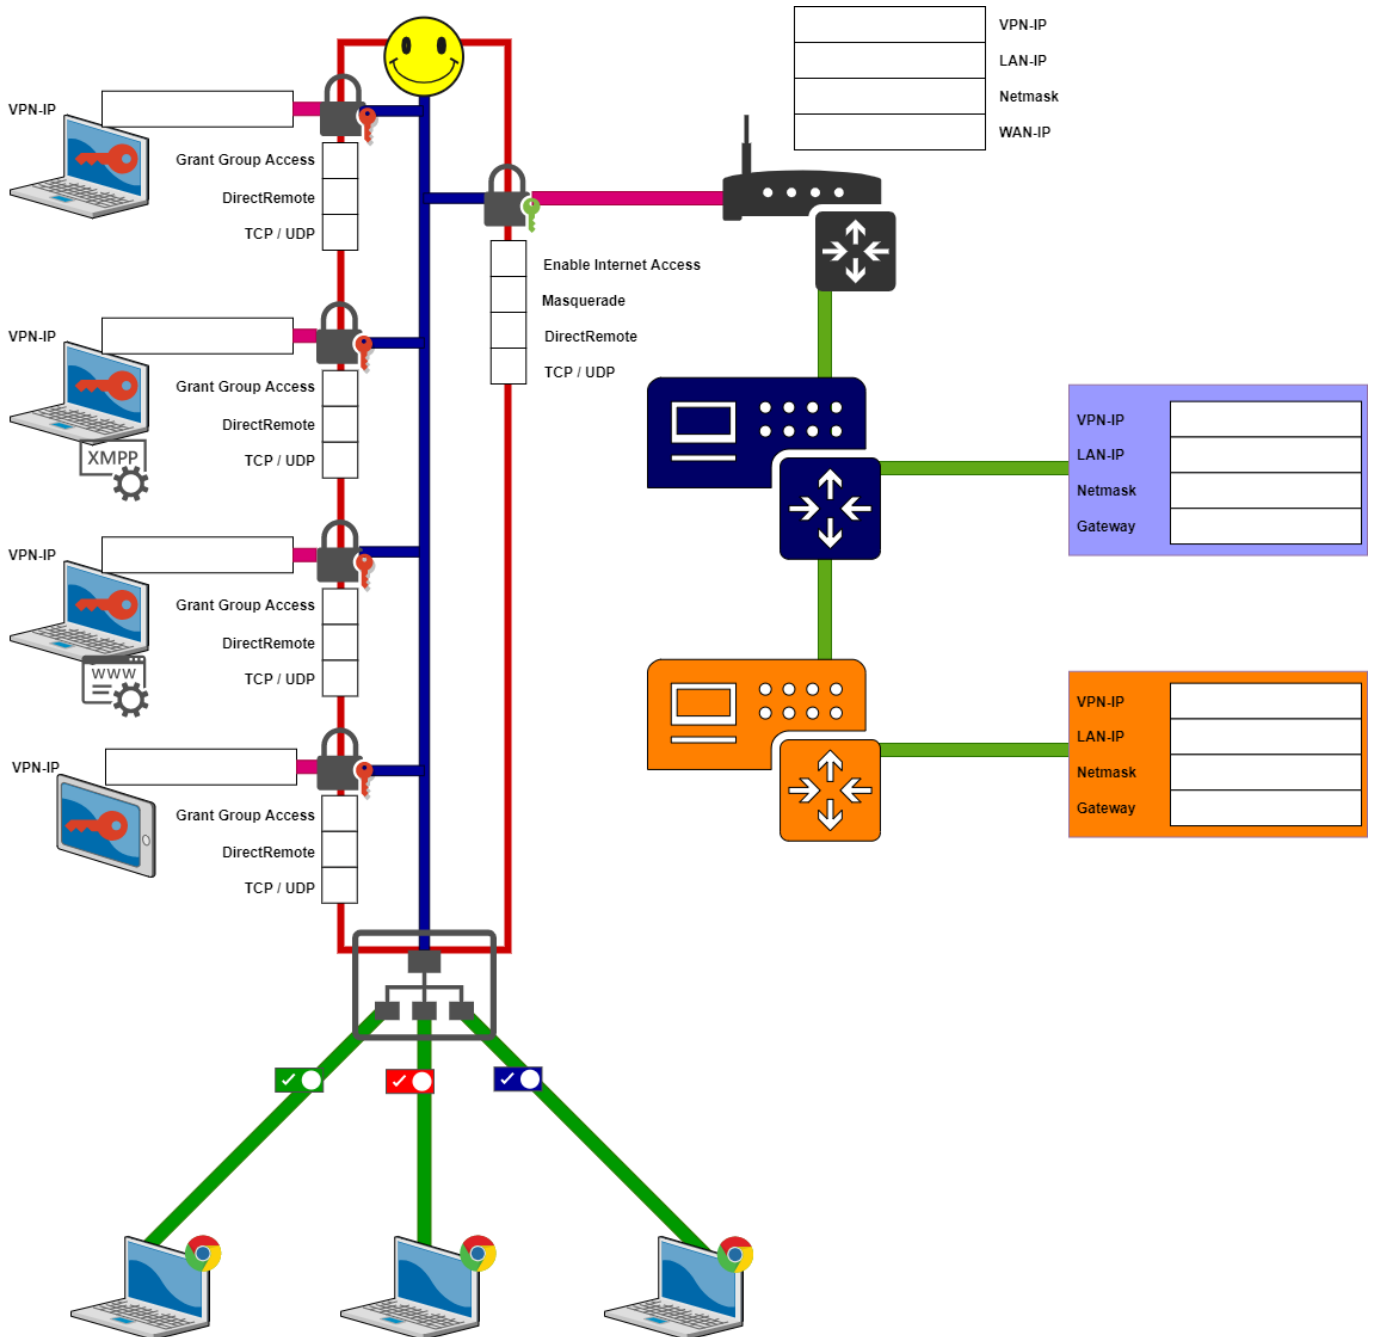 VPN-IP
LAN-IP
Netmask
WAN-IP
VPN-IP
Grant Group Access
DirectRemote
TCP / UDP
Enable Internet Access
Masquerade
DirectRemote
TCP / UDP
VPN-IP
Grant Group Access
DirectRemote
TCP / UDP
XMPP
VPN-IP
LAN-IP
Netmask
Gateway
VPN-IP
Grant Group Access
DirectRemote
TCP / UDP
WWW
VPN-IP
LAN-IP
Netmask
Gateway
VPN-IP
Grant Group Access
DirectRemote
TCP / UDP